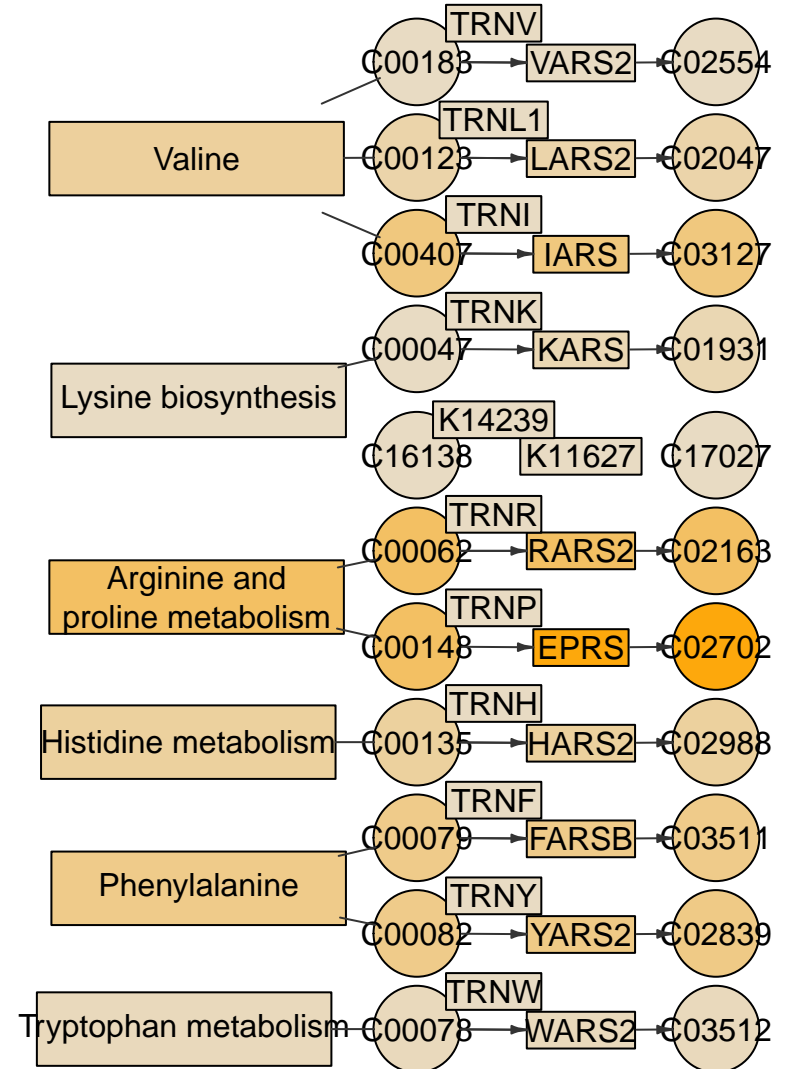 TRNV
C00183
VARS2
C02554
Valine
TRNL1
C00123
LARS2
C02047
TRNI
C00407
IARS
C03127
TRNK
C00047
KARS
C01931
Lysine biosynthesis
K14239
C16138
K11627
C17027
TRNR
C00062
RARS2
C02163
Arginine and
proline metabolism
TRNP
C00148
EPRS
C02702
TRNH
Histidine metabolism
C00135
HARS2
C02988
TRNF
C00079
FARSB
C03511
Phenylalanine
TRNY
C00082
YARS2
C02839
TRNW
Tryptophan metabolism
C00078
WARS2
C03512